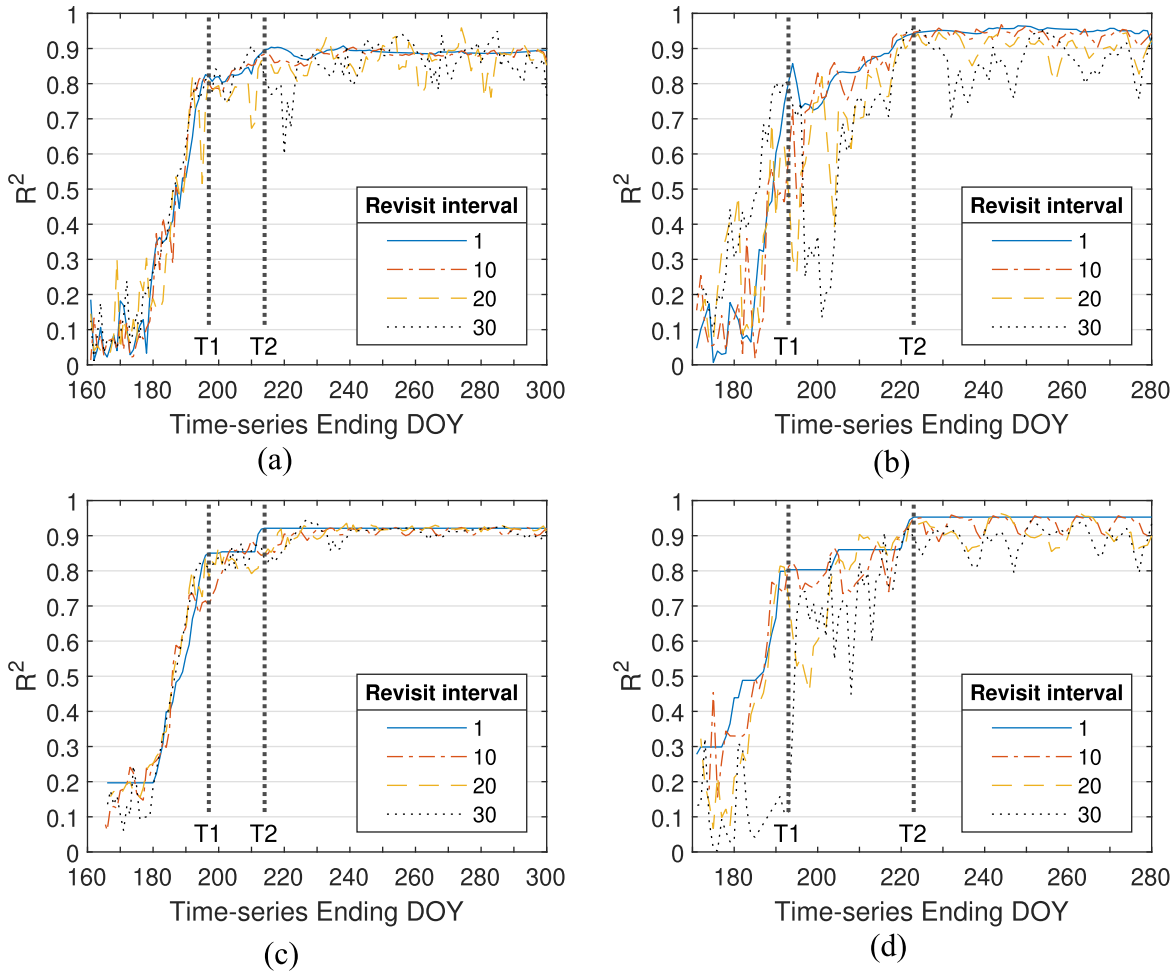 1
0.9
0.8
0.7
0.6
0.5
0.4
0.3
0.2
0.1
0
R2
Revisit interval
1
10
20
30
T1 T2
160 180 200 220 240 260 280 300
Time-series Ending DOY
(a)
1
0.9
0.8
0.7
0.6
0.5
0.4
0.3
0.2
0.1
0
R2
Revisit interval
1
10
20
30
T1 T2
180 200 220 240 260 280
Time-series Ending DOY
(b)
1
0.9
0.8
0.7
0.6
0.5
0.4
0.3
0.2
0.1
0
R2
Revisit interval
1
10
20
30
T1 T2
160 180 200 220 240 260 280 300
Time-series Ending DOY
(c)
1
0.9
0.8
0.7
0.6
0.5
0.4
0.3
0.2
0.1
0
R2
Revisit interval
1
10
20
30
T1 T2
180 200 220 240 260 280
Time-series Ending DOY
(d)